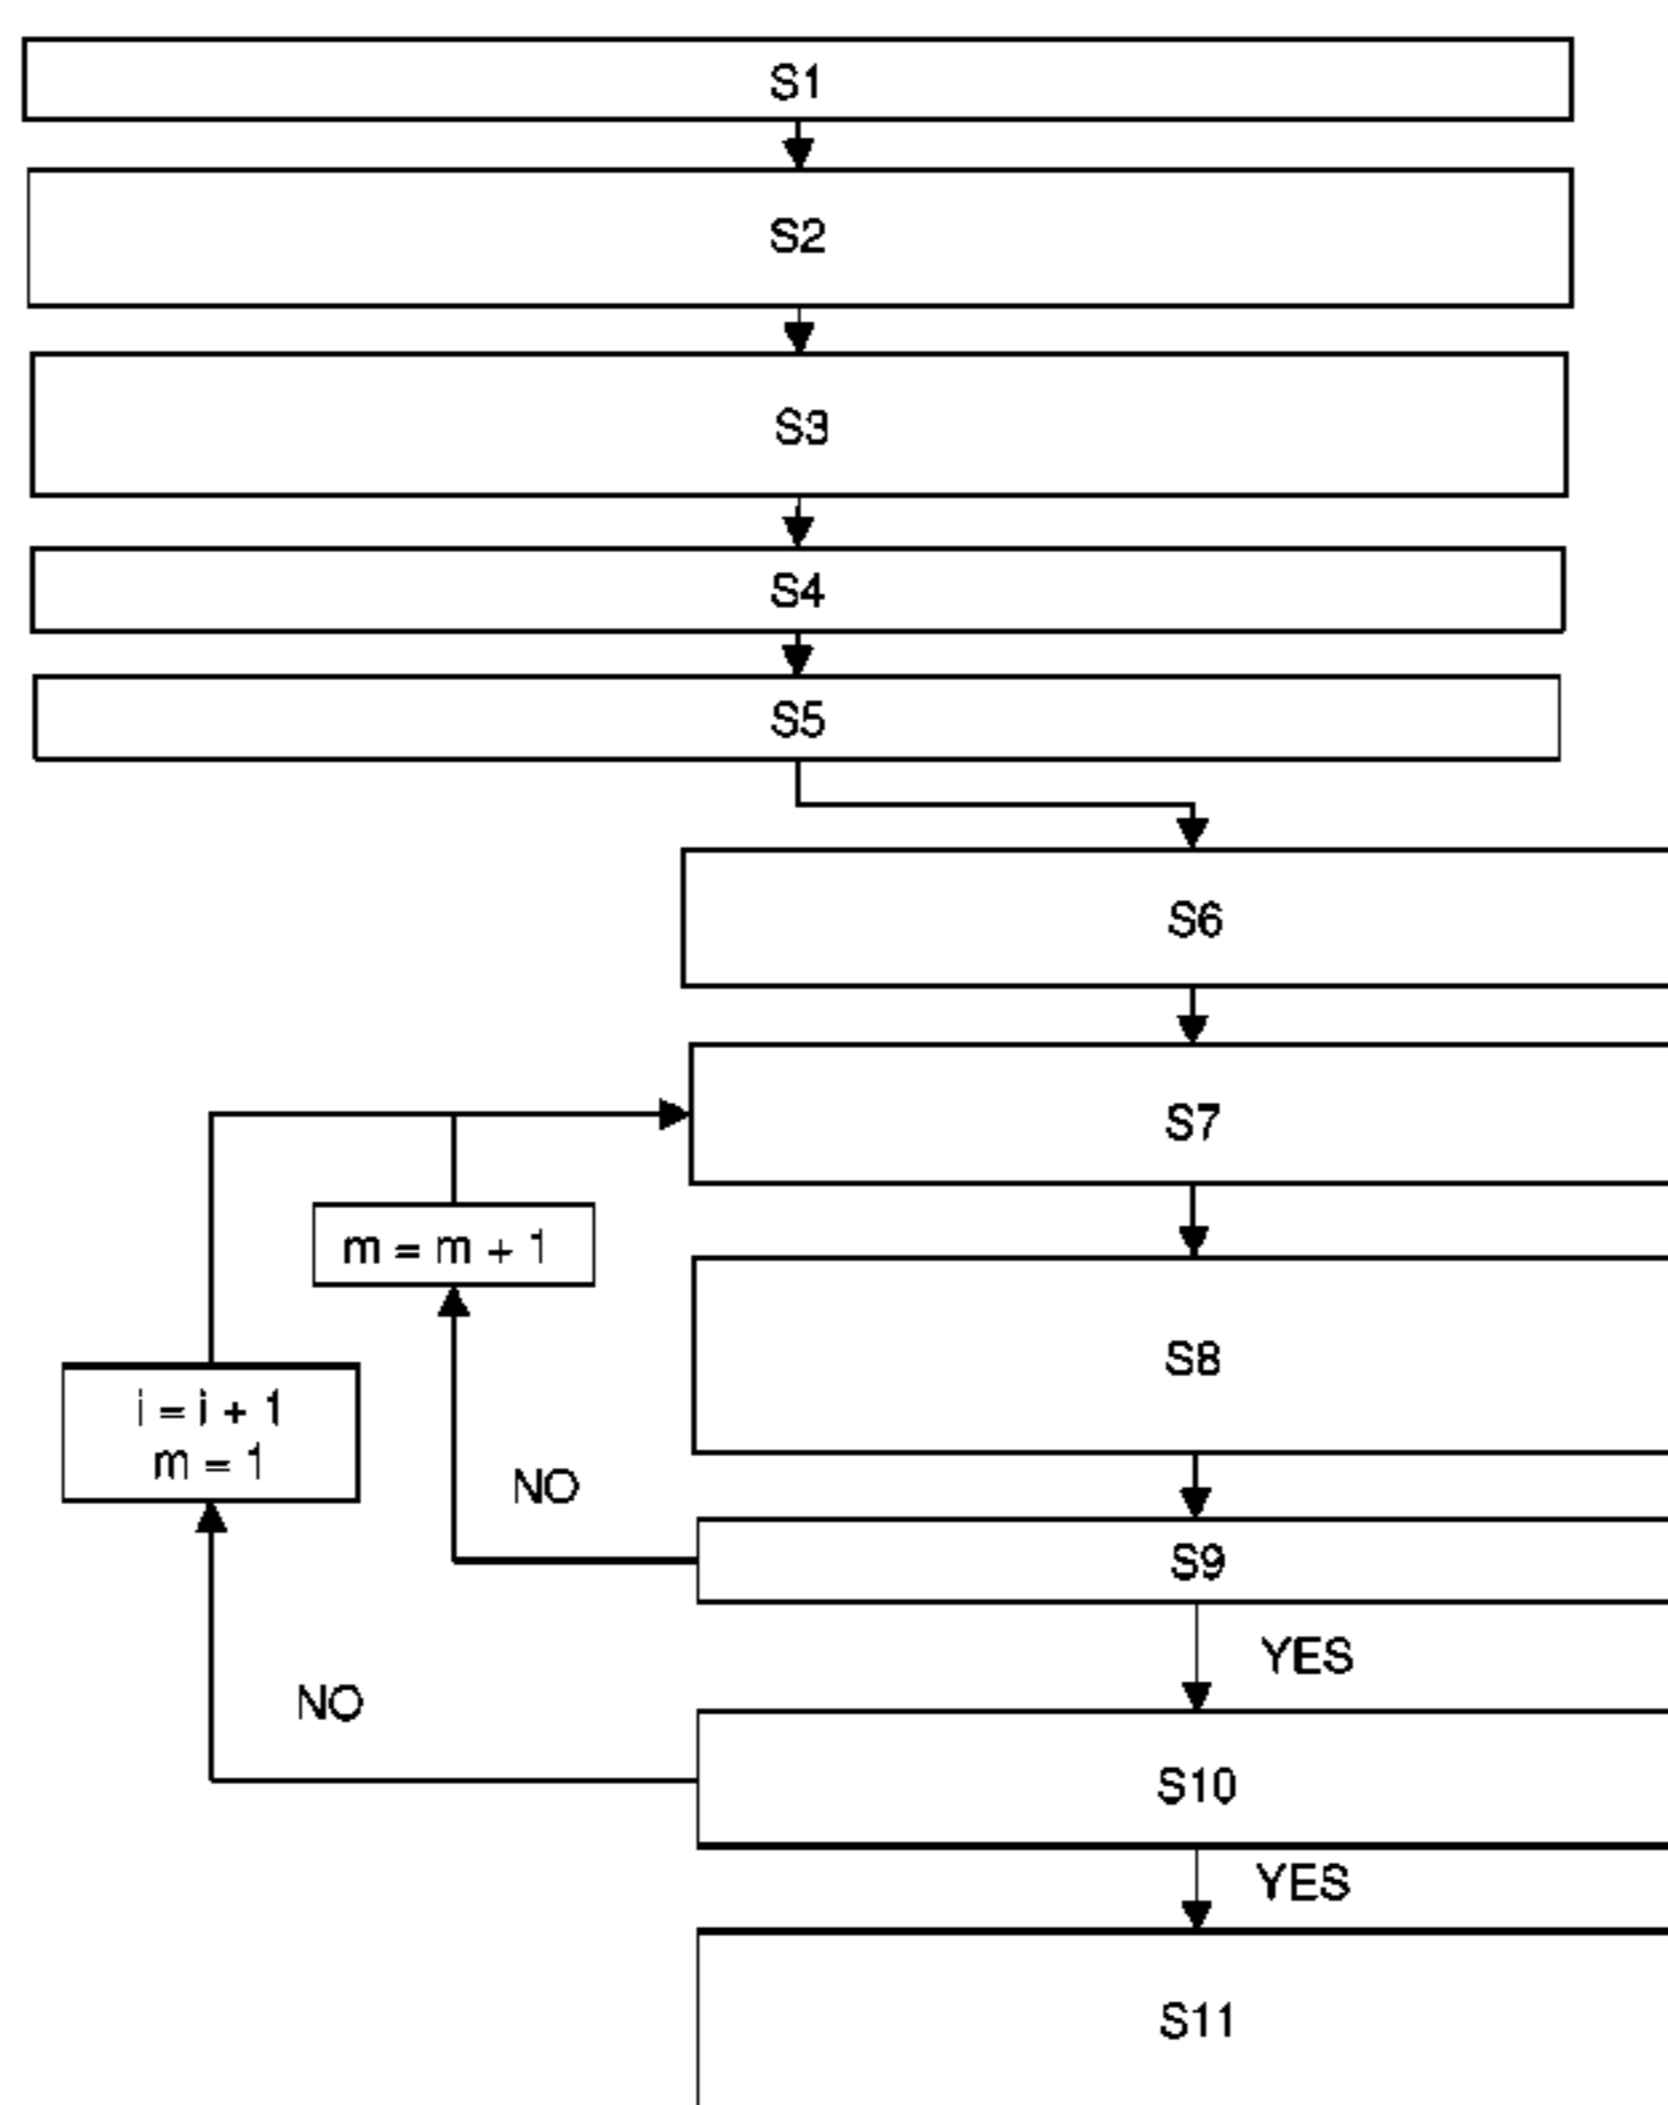 S1
S2
S3
S4
S5
S6
S7
m = m + 1
S8
i = i + 1
m = 1
NO
S9
YES
NO
S10
YES
S11